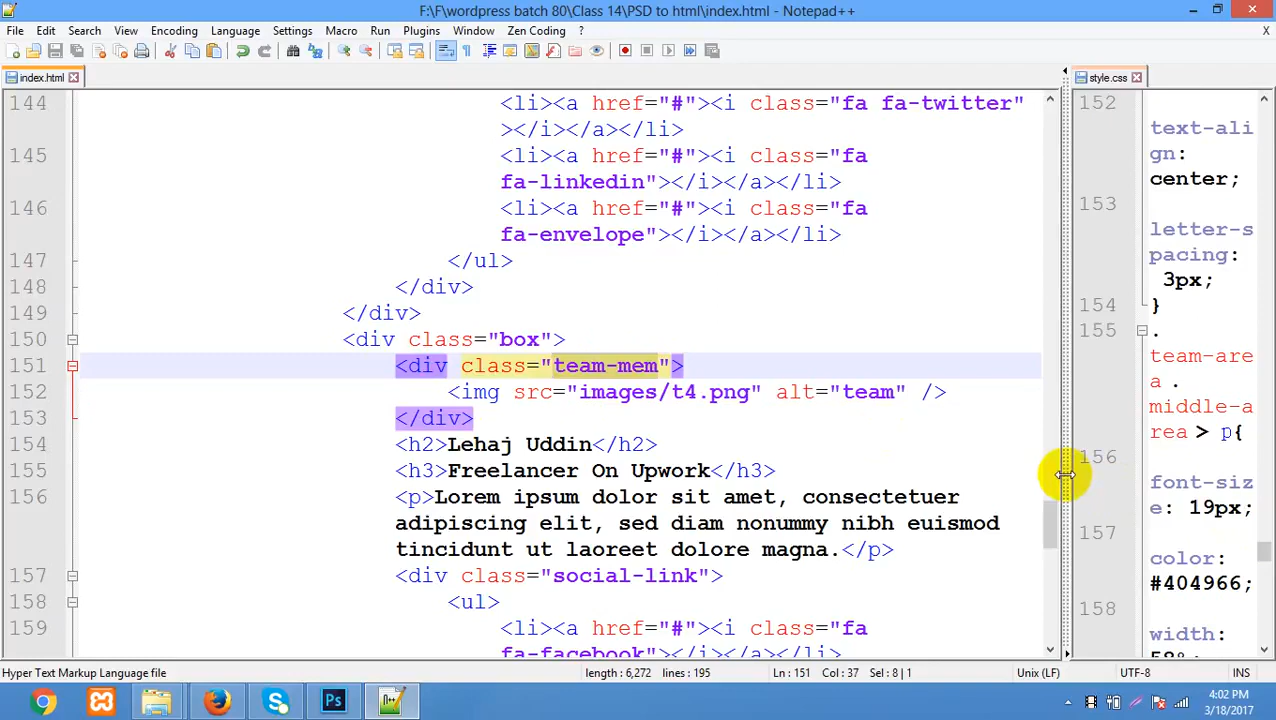 F:\F\wordpress batch 80\Class 14\PSD to html\index.html - Notepad++
File Edit Search View Encoding Language Settings Macro Run Plugins Window Zen Coding ? X
index.html
style.css
144 <li><a href="#"><i class="fa fa-twitter"
></i></a></li>
145 <li><a href="#"><i class="fa
fa-linkedin"></i></a></li>
146 <li><a href="#"><i class="fa
fa-envelope"></i></a></li>
147 </ul>
148 </div>
149 </div>
150 <div class="box">
151 <div class="team-mem">
152 <img src="images/t4.png" alt="team" />
153 </div>
154 <h2>Lehaj Uddin</h2>
155 <h3>Freelancer On Upwork</h3>
156 <p>Lorem ipsum dolor sit amet, consectetuer
adipiscing elit, sed diam nonummy nibh euismod
tincidunt ut laoreet dolore magna.</p>
157 <div class="social-link">
158 <ul>
159 <li><a href="#"><i class="fa
fa-facebook"></i></a></li>
152
text-ali
gn:
center;
153
letter-s
pacing:
3px;
154 }
155 .
team-are
a .
middle-a
rea > p{
156
font-siz
e: 19px;
157
color:
#404966;
158
width:
58%;
Hyper Text Markup Language file length : 6,272 lines : 195 Ln : 151 Col : 37 Sel : 8 | 1 Unix (LF) UTF-8 INS
4:02 PM
3/18/2017